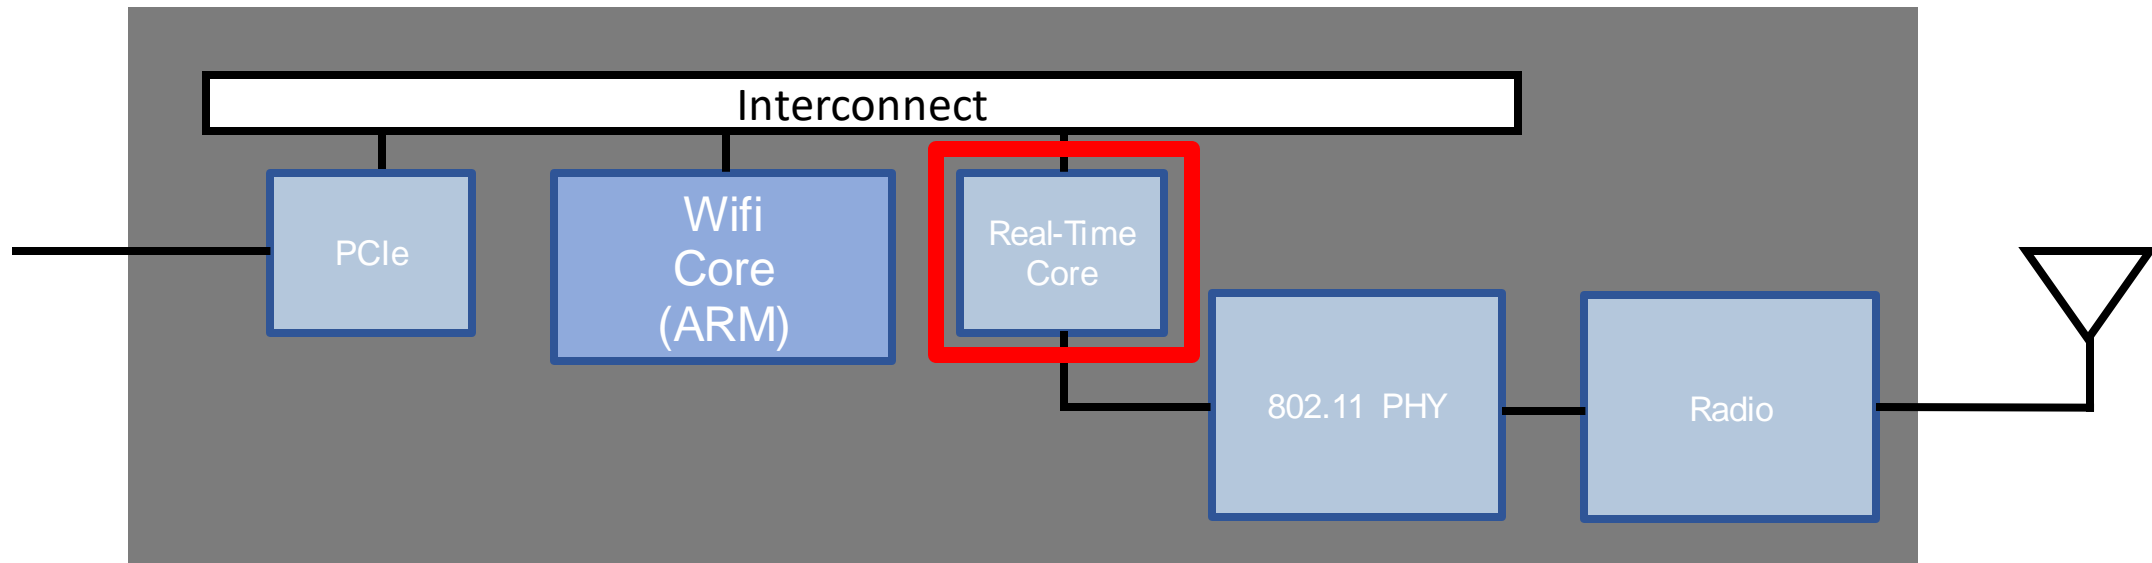 Interconnect
PCIe
Wifi
Core
(ARM)
Real-Time
Core
802.11 PHY
Radio